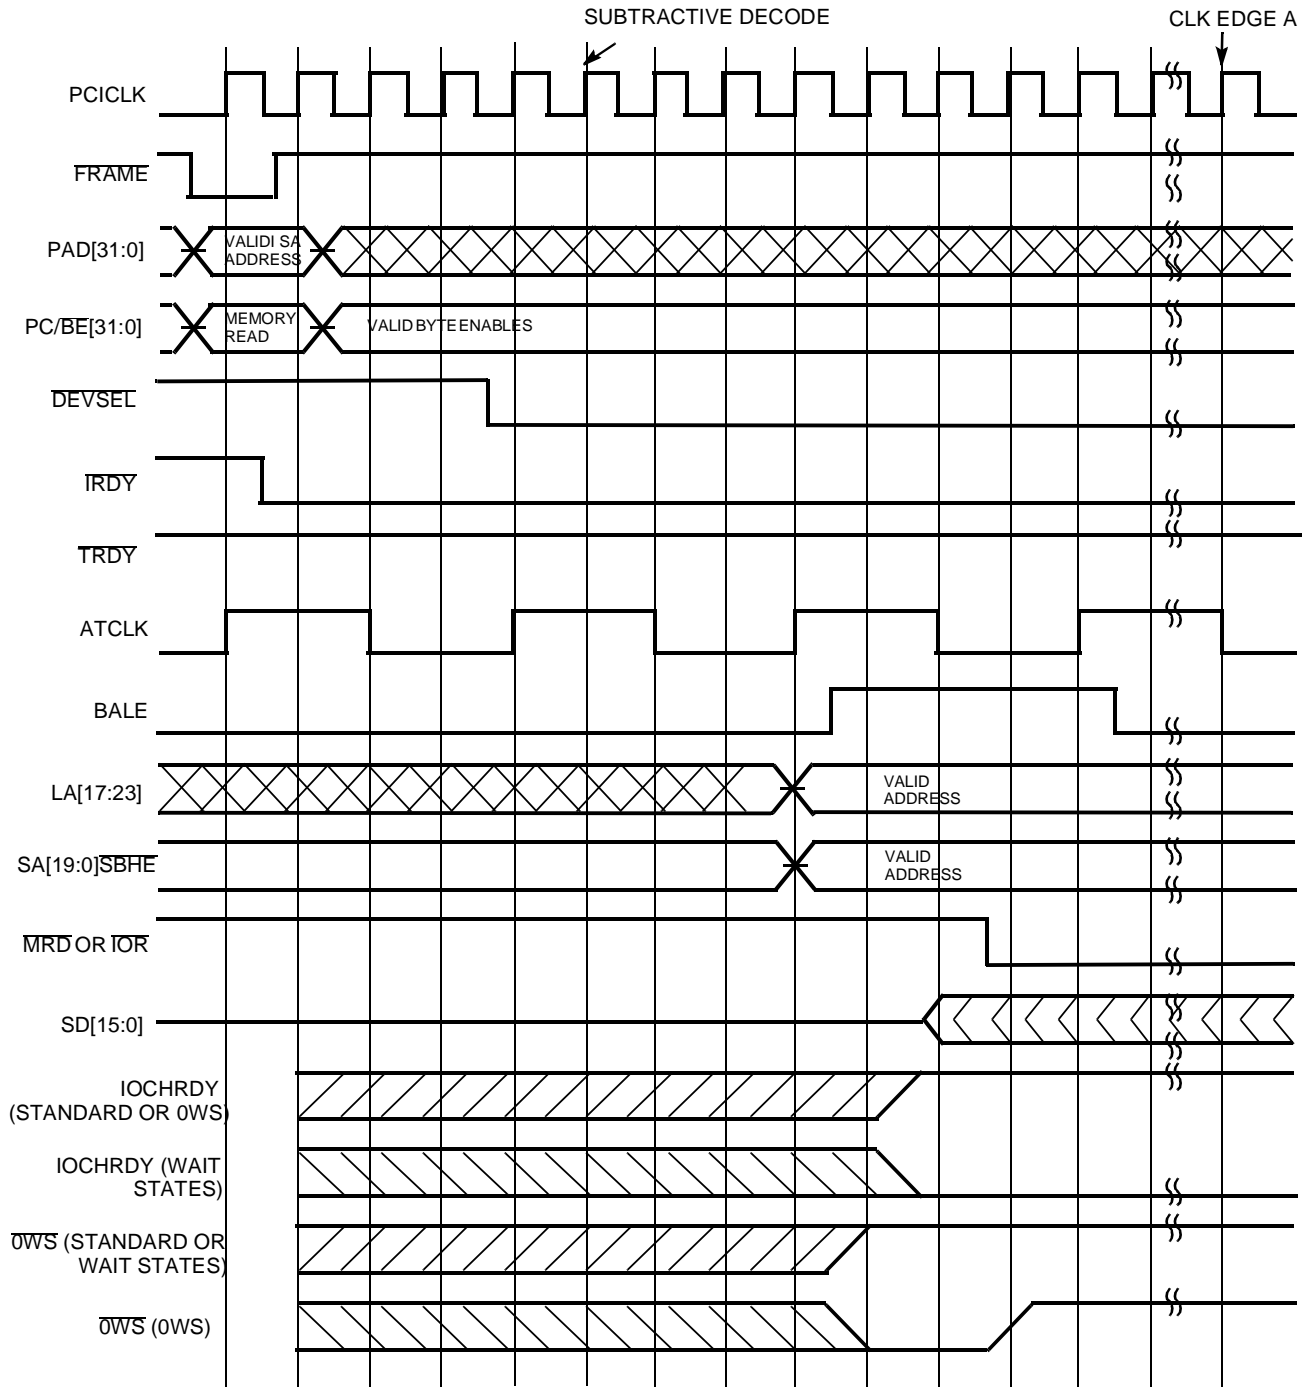 SUBTRACTIVE DECODE
CLK EDGE A
PCICLK
FRAME
PAD[31:0]
VALIDI SA
ADDRESS
PC/BE[31:0]
MEMORY
READ
VALID BYTE ENABLES
DEVSEL
IRDY
TRDY
ATCLK
BALE
LA[17:23]
VALID
ADDRESS
SA[19:0]SBHE
VALID
ADDRESS
MRD OR IOR
SD[15:0]
IOCHRDY
(STANDARD OR 0WS)
IOCHRDY (WAIT
STATES)
0WS (STANDARD OR
WAIT STATES)
0WS (0WS)